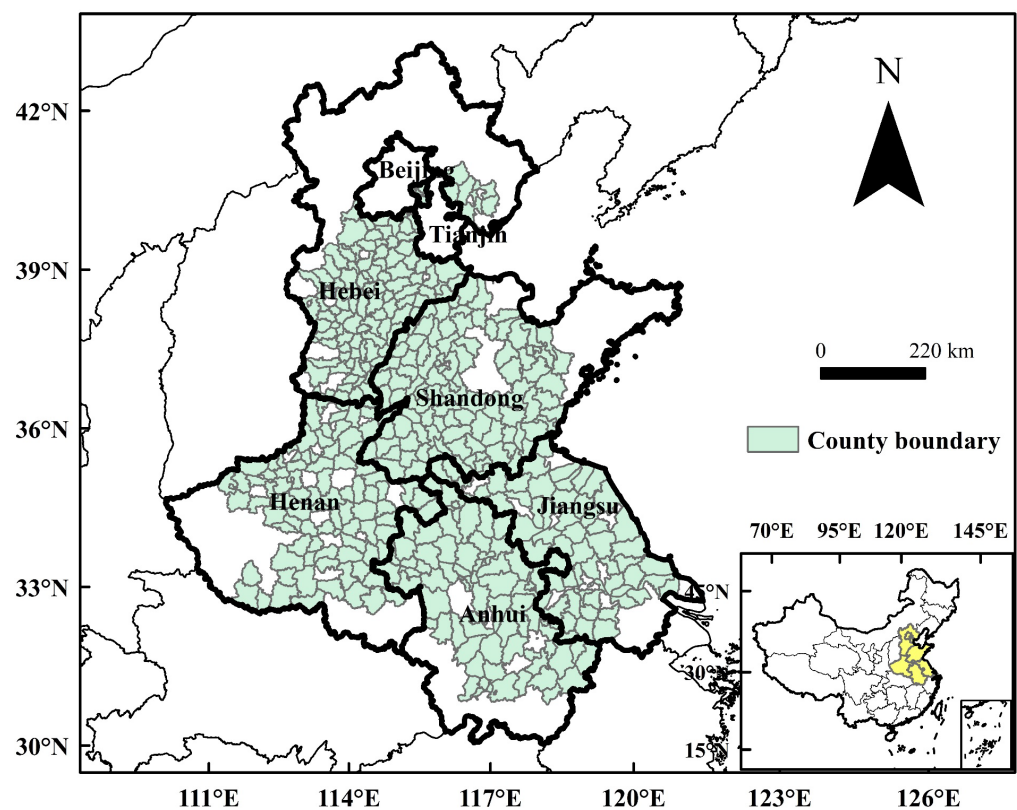 N
42°N
Beijing
Tianjin
39°N
Hebei
0 220 km
Shandong
36°N
County boundary
Henan
Jiangsu
70°E 95°E 120°E 145°E
33°N
45°N
Anhui
30°N
30°N
15°N
111°E 114°E 117°E 120°E 123°E 126°E